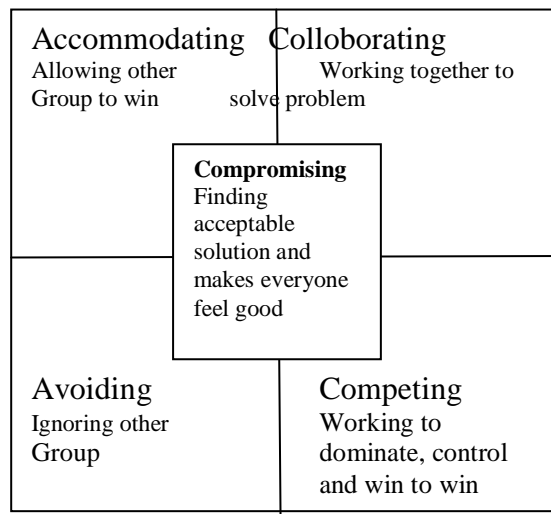 Accommodating
Allowing other
Group to win
Colloborating
Working together to
solve problem
Compromising
Finding
acceptable
solution and
makes everyone
feel good
Avoiding
Ignoring other
Group
Competing
Working to
dominate, control
and win to win